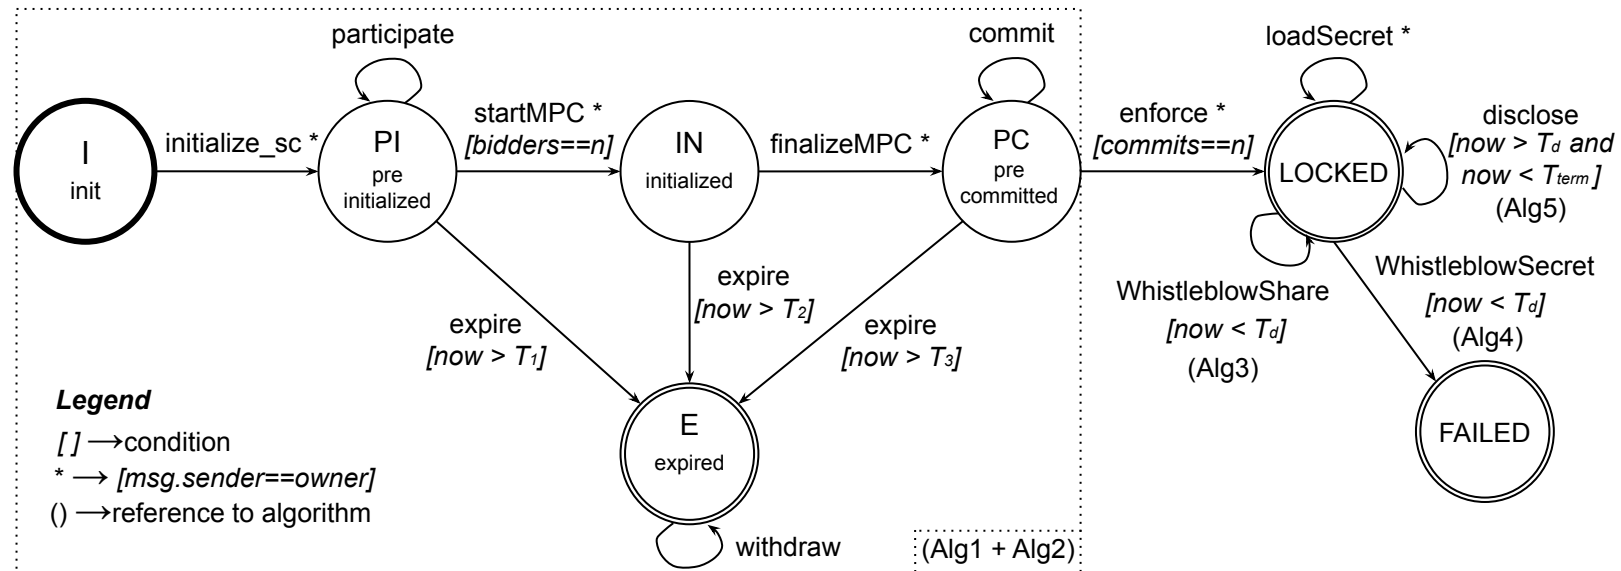 participate
commit
loadSecret *
initialize_sc *
startMPC *
[bidders==n]
finalizeMPC *
enforce *
[commits==n]
disclose
[now > Td and
now < Tterm]
(Alg5)
I
init
PI
pre
initialized
IN
initialized
PC
pre
committed
LOCKED
expire
[now > T1]
expire
[now > T2]
expire
[now > T3]
WhistleblowShare
[now < Td]
(Alg3)
WhistleblowSecret
[now < Td]
(Alg4)
E
expired
FAILED
withdraw
(Alg1 + Alg2)
Legend
[ ] → condition
* → [msg.sender==owner]
() → reference to algorithm